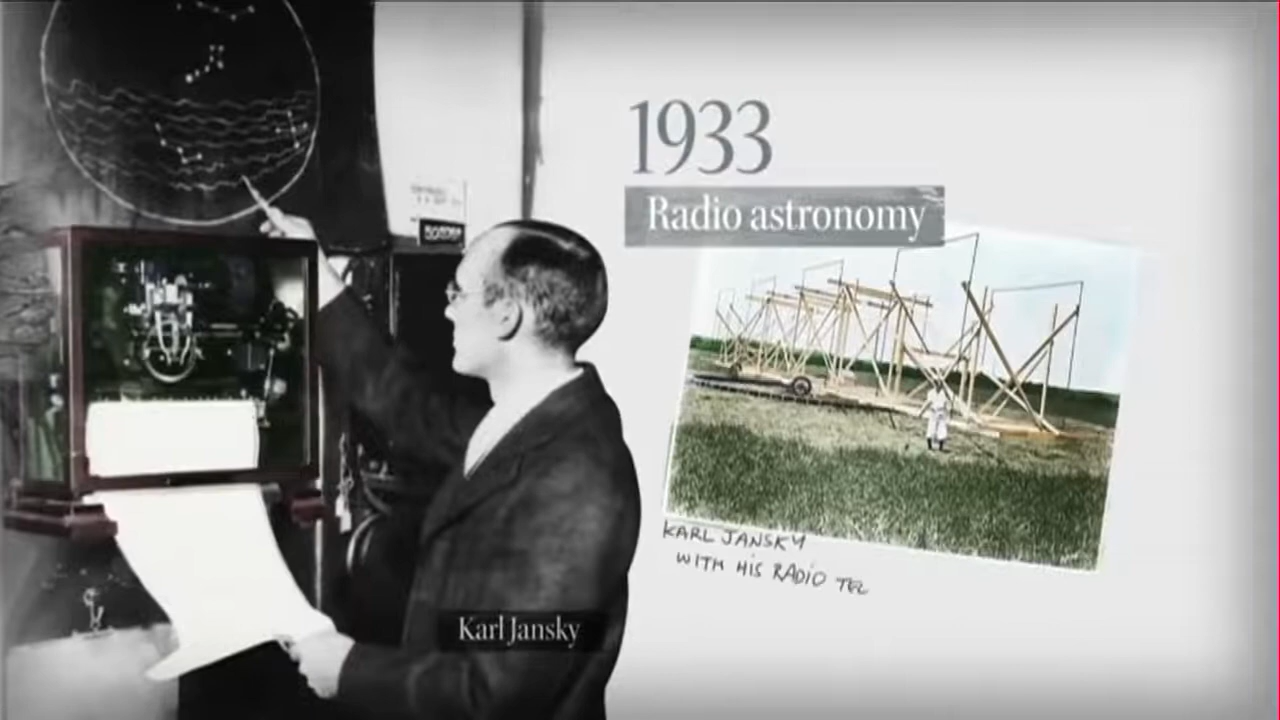 1933
Radio astronomy
KARL JANSKY
WITH HIS RADIO TEL
Karl Jansky